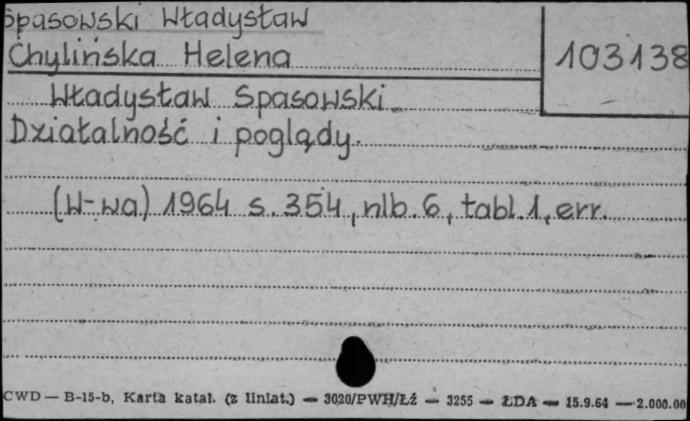 Spasowski Władysław
Chylińska Helena
103138
Władysław Spasowski.
Działalność i poglądy.
(W-wa) 1964 s.354, nlb.6, tabl.1, err.
CWD — B-15-b, Karta katal. (z liniat.) — 3020/PWH/Łź — 3255 — ŁDA — 15.9.64 — 2.000.00